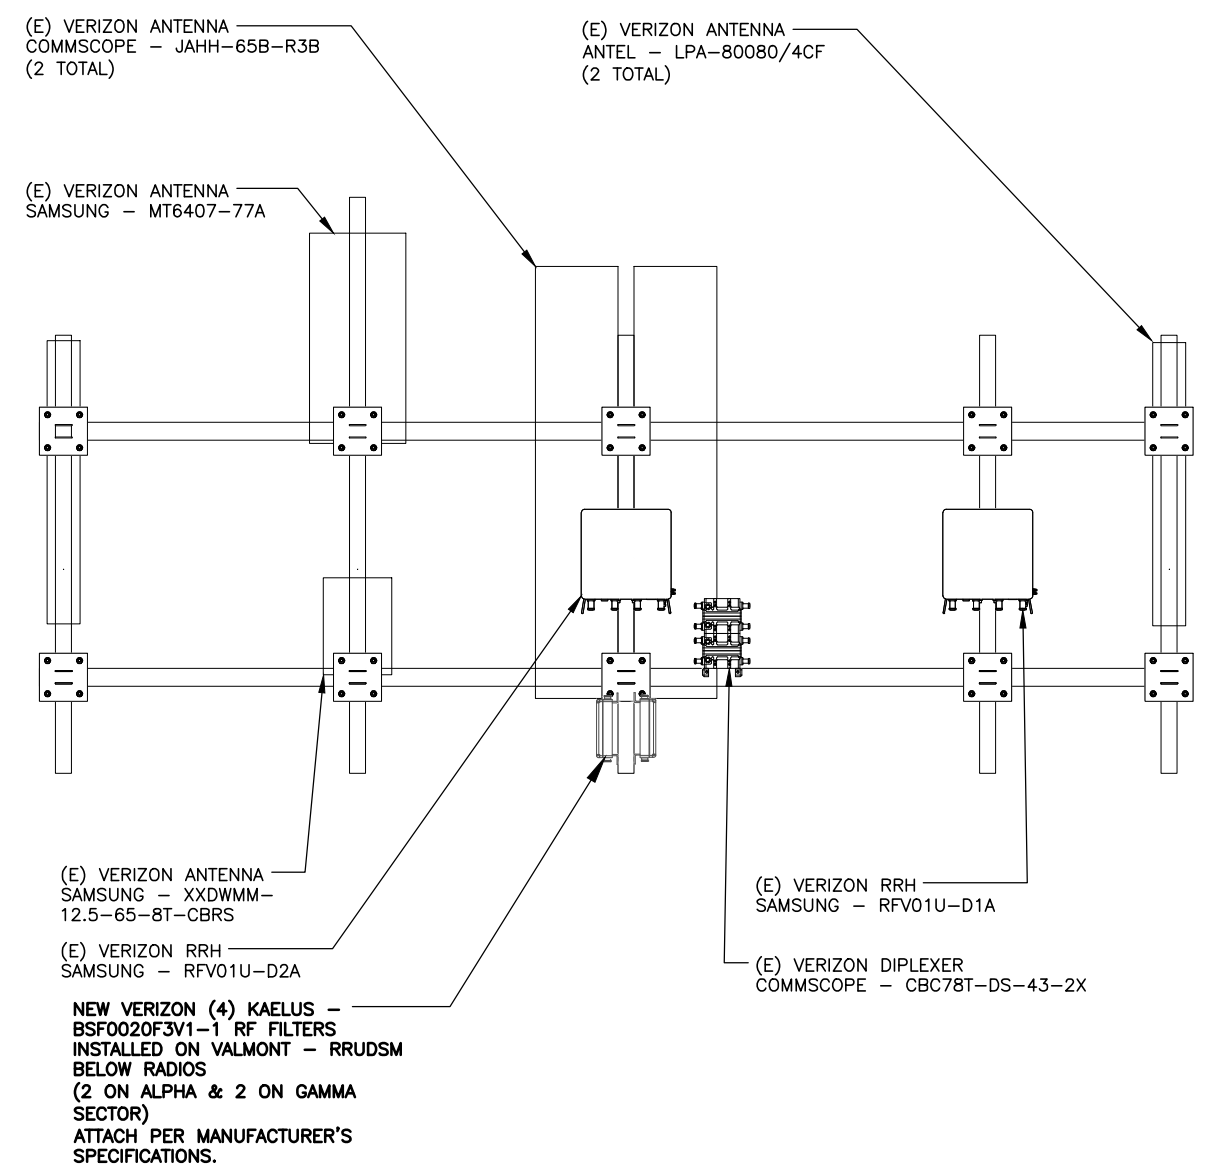 (E) VERIZON ANTENNA
COMMSCOPE - JAHH-65B-R3B
(2 TOTAL)
(E) VERIZON ANTENNA
ANTEL - LPA-80080/4CF
(2 TOTAL)
(E) VERIZON ANTENNA
SAMSUNG - MT6407-77A
(E) VERIZON ANTENNA
SAMSUNG - XXDWMM-
12.5-65-8T-CBRS
(E) VERIZON RRH
SAMSUNG - RFV01U-D2A
NEW VERIZON (4) KAELUS -
BSF0020F3V1-1 RF FILTERS
INSTALLED ON VALMONT - RRUDSM
BELOW RADIOS
(2 ON ALPHA & 2 ON GAMMA
SECTOR)
ATTACH PER MANUFACTURER'S
SPECIFICATIONS.
(E) VERIZON RRH
SAMSUNG - RFV01U-D1A
(E) VERIZON DIPLEXER
COMMSCOPE - CBC78T-DS-43-2X